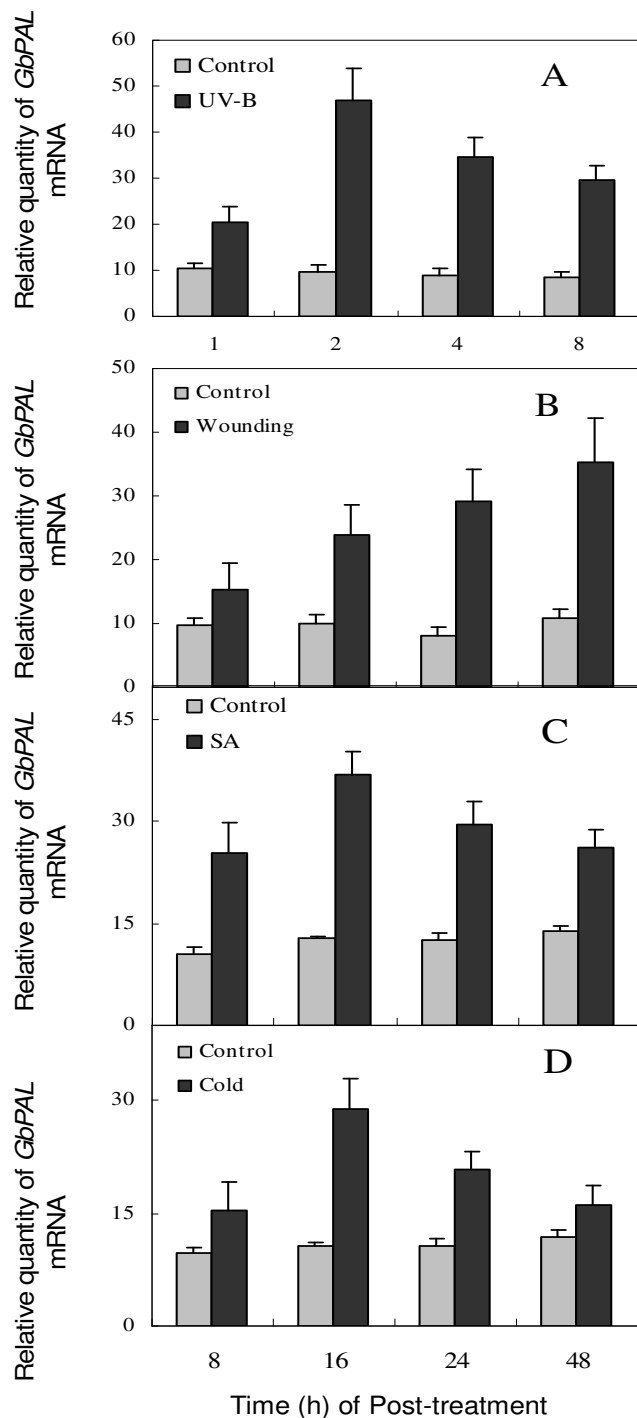 Relative quantity of GbPAL
mRNA
60
50
40
30
20
10
0
Control
UV-B
A
1 2 4 8
Relative quantity of GbPAL
mRNA
50
40
30
20
10
0
Control
Wounding
B
Relative quantity of GbPAL
mRNA
45
30
15
0
Control
SA
C
Relative quantity of GbPAL
mRNA
30
15
0
Control
Cold
D
8 16 24 48
Time (h) of Post-treatment